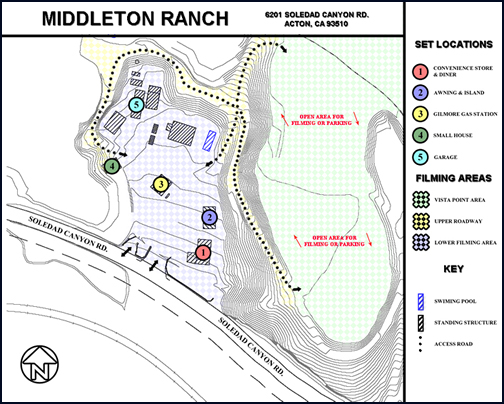 MIDDLETON RANCH
6201 SOLEDAD CANYON RD.
ACTON, CA 93510
SET LOCATIONS
1 CONVENIENCE STORE
& DINER
2 AWNING & ISLAND
3 GILMORE GAS STATION
4 SMALL HOUSE
5 GARAGE
FILMING AREAS
VISTA POINT AREA
UPPER ROADWAY
LOWER FILMING AREA
KEY
SWIMING POOL
STANDING STRUCTURE
ACCESS ROAD
5
OPEN AREA FOR
FILMING OR PARKING
4
3
2
SOLEDAD CANYON RD.
OPEN AREA FOR
FILMING OR PARKING
1
SOLEDAD CANYON RD.
N